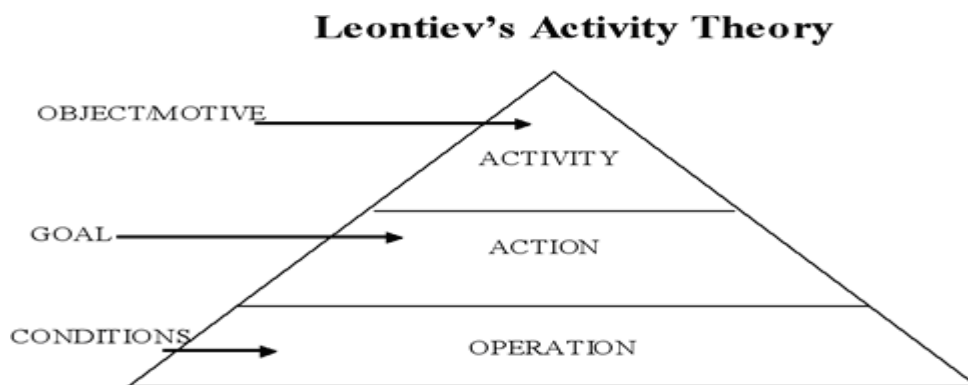 Leontiev's Activity Theory
OBJECT/MOTIVE
ACTIVITY
GOAL
ACTION
CONDITIONS
OPERATION